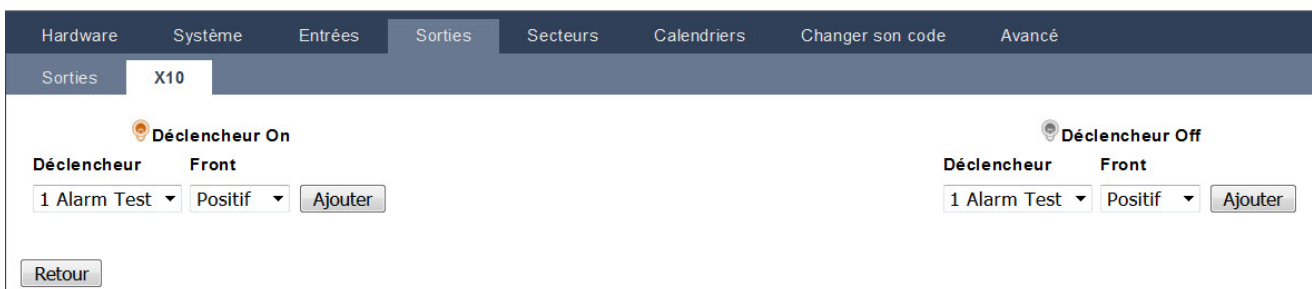 Hardware Système Entrées Sorties Secteurs Calendriers Changer son code Avancé
Sorties X10
Déclencheur On Déclencheur Off
Déclencheur Front Déclencheur Front
1 Alarm Test Positif Ajouter 1 Alarm Test Positif Ajouter
Retour